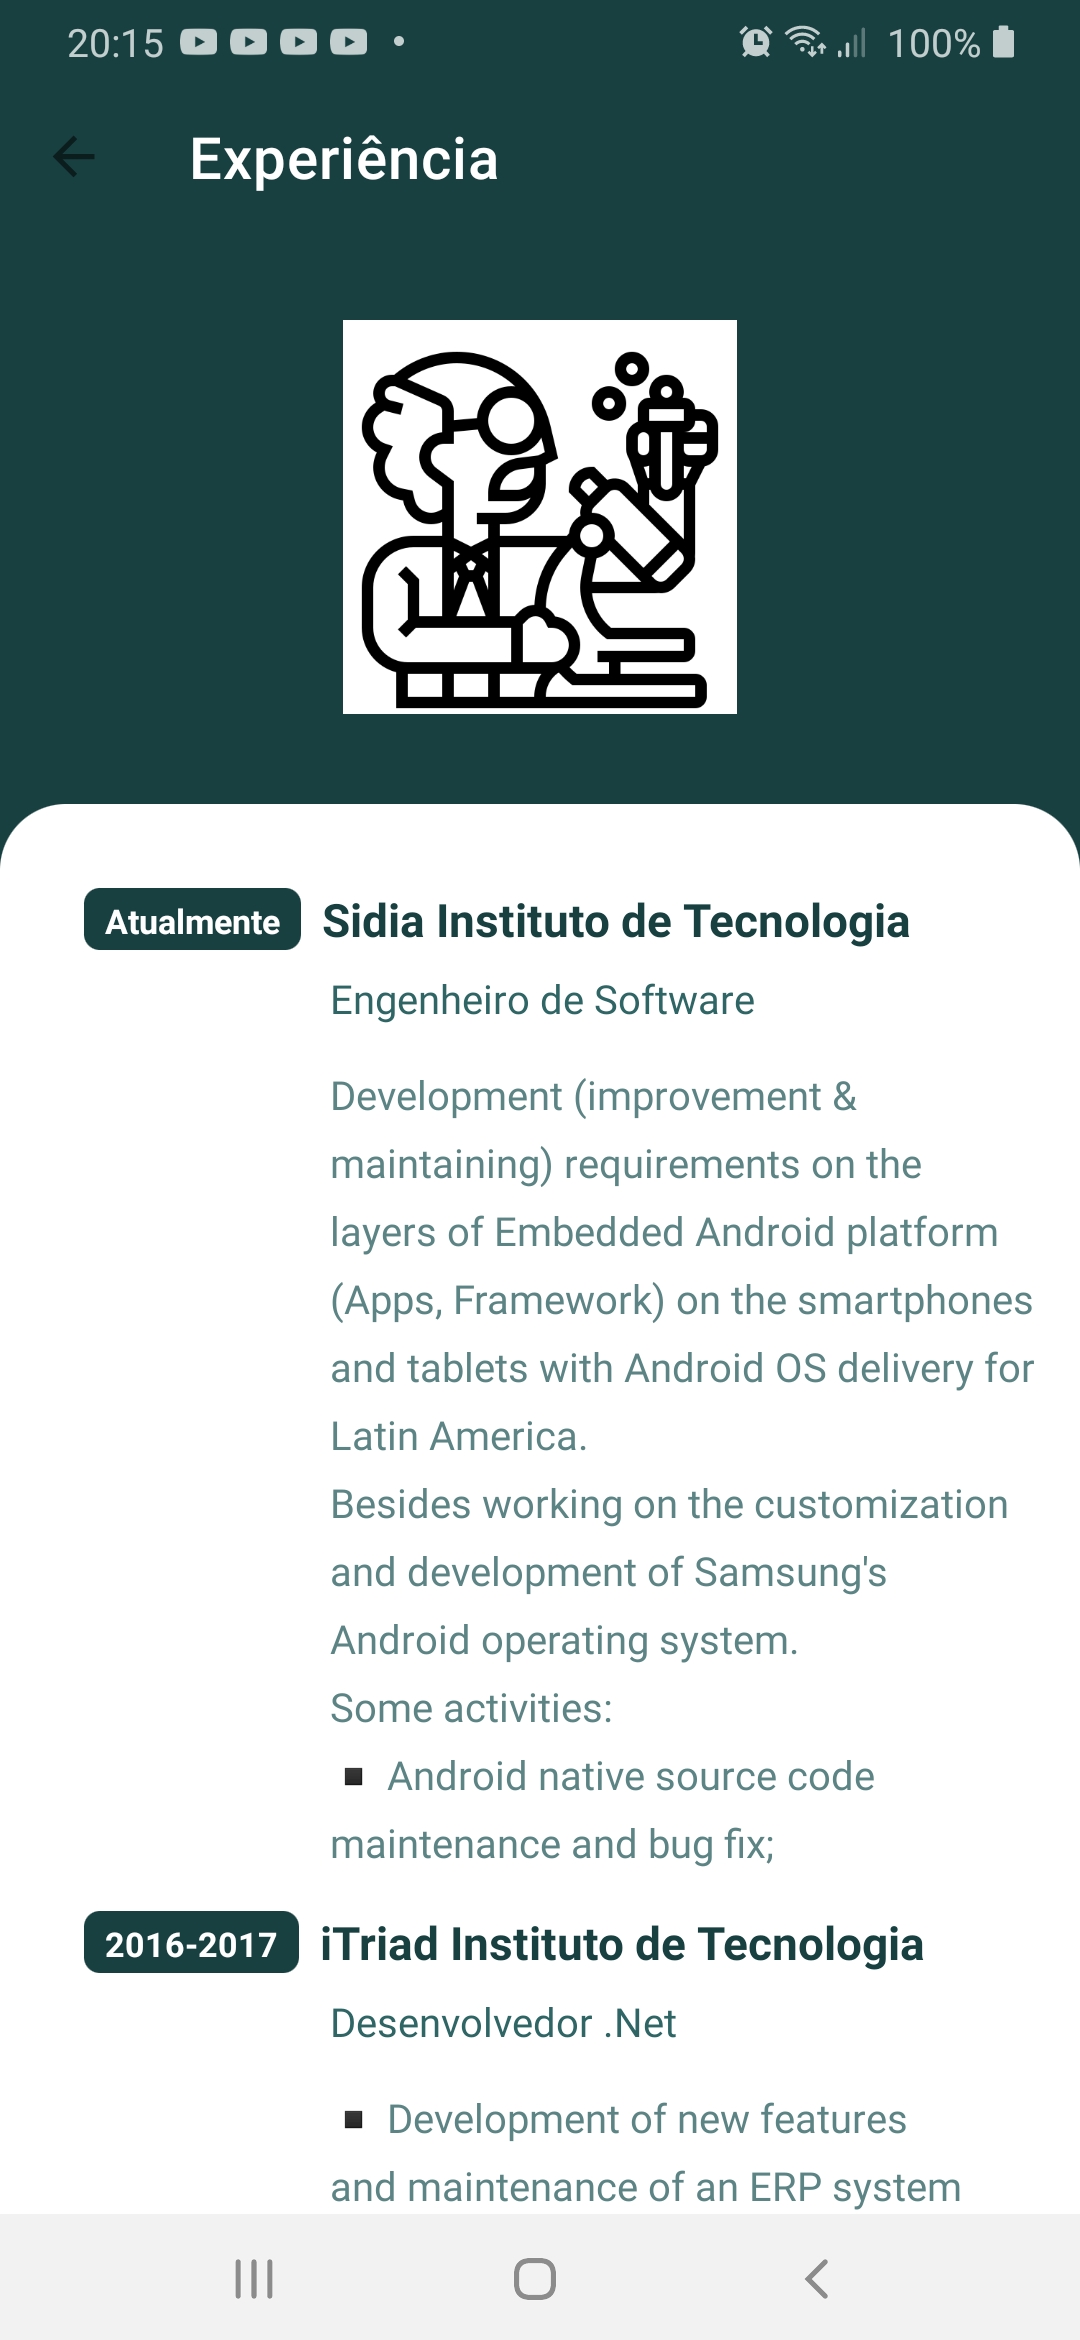 20:15
100%
Experiência
Atualmente Sidia Instituto de Tecnologia
Engenheiro de Software
Development (improvement &
maintaining) requirements on the
layers of Embedded Android platform
(Apps, Framework) on the smartphones
and tablets with Android OS delivery for
Latin America.
Besides working on the customization
and development of Samsung's
Android operating system.
Some activities:
▪ Android native source code
maintenance and bug fix;
2016-2017 iTriad Instituto de Tecnologia
Desenvolvedor .Net
▪ Development of new features
and maintenance of an ERP system